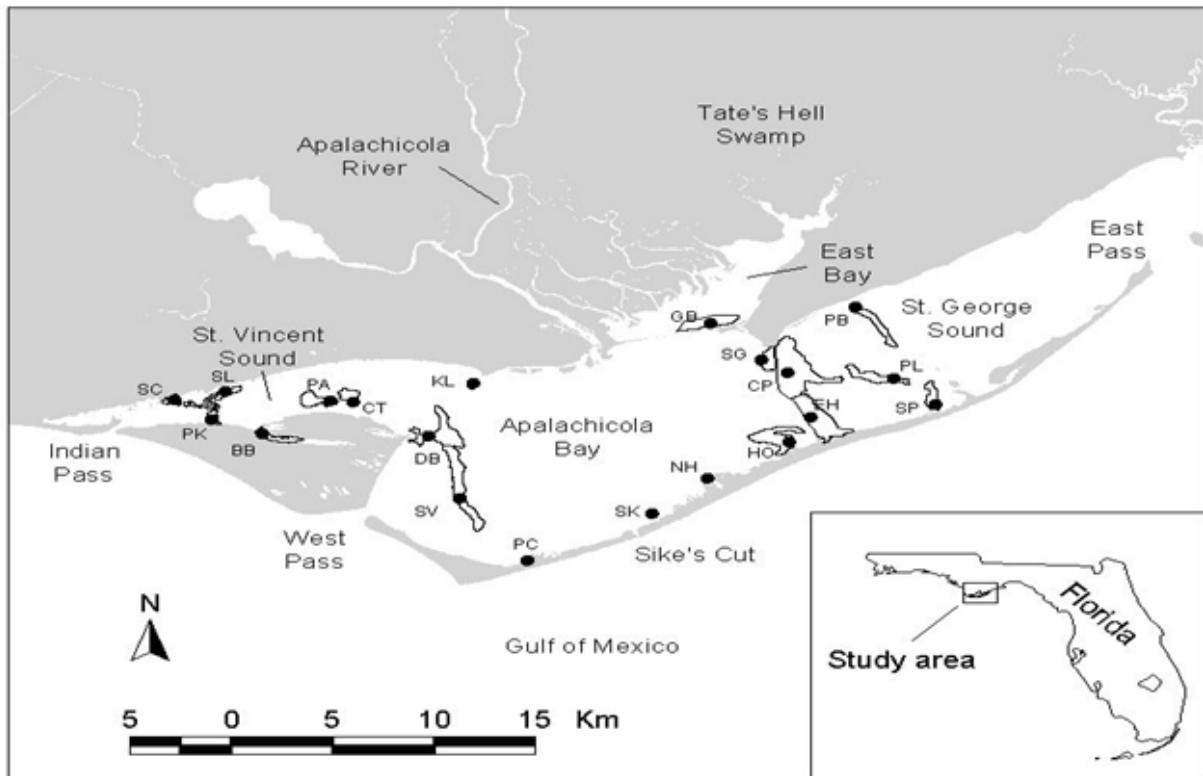 Tate's Hell
Swamp
Apalachicola
River
East
Pass
East
Bay
St. George
Sound
St. Vincent
Sound
GB
PB
SG
CP
PL
SC
SL
PA
CT
KL
EH
SP
PK
BB
DB
Apalachicola
Bay
HO
Indian
Pass
NH
SV
SK
West
Pass
PC
Sike's Cut
N
Gulf of Mexico
5 0 5 10 15 Km
Florida
Study area